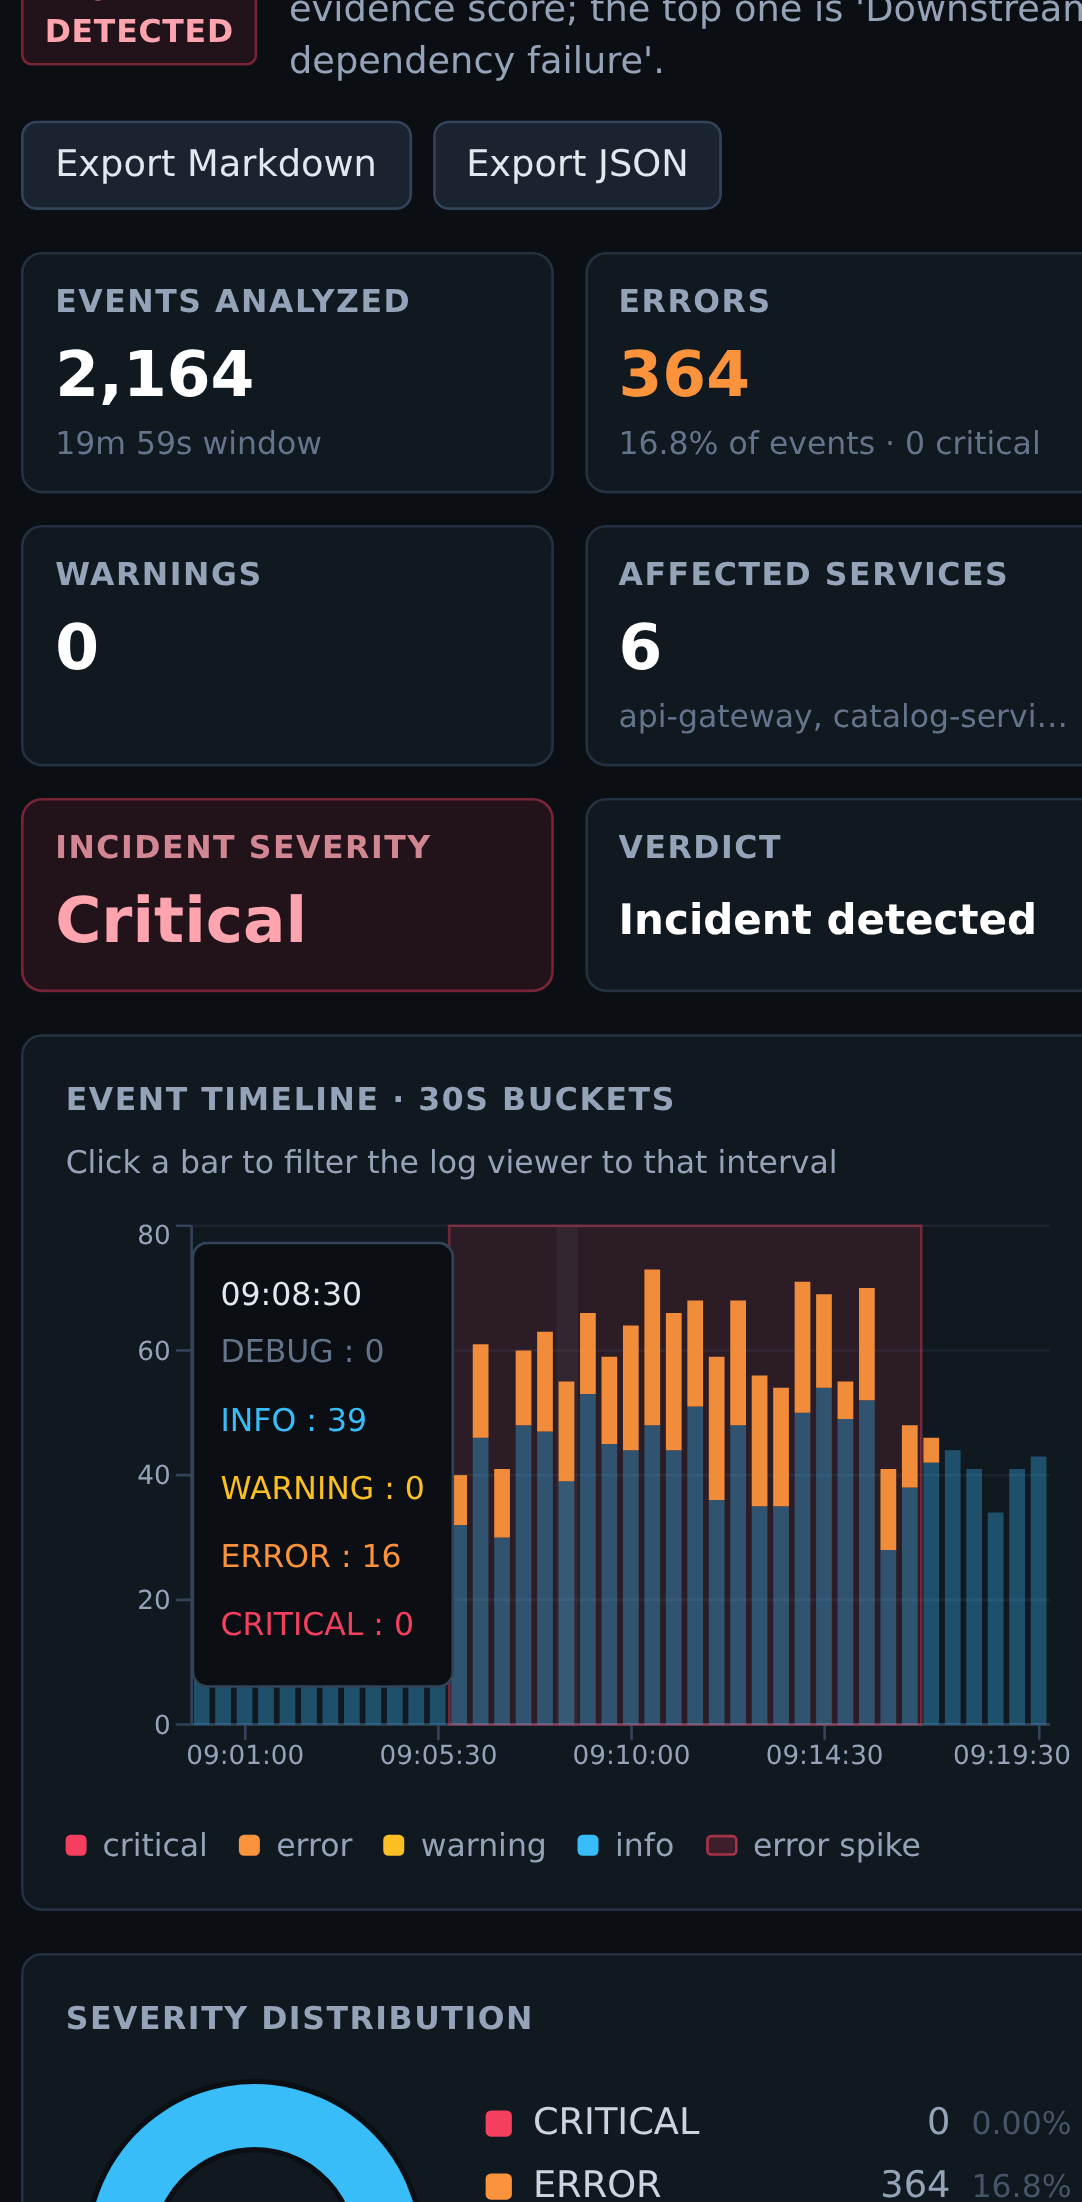 evidence score; the top one is 'Downstream
DETECTED
dependency failure'.
Export Markdown
Export JSON
EVENTS ANALYZED
2,164
19m 59s window
ERRORS
364
16.8% of events · 0 critical
WARNINGS
0
AFFECTED SERVICES
6
api-gateway, catalog-servi...
INCIDENT SEVERITY
Critical
VERDICT
Incident detected
EVENT TIMELINE · 30S BUCKETS
Click a bar to filter the log viewer to that interval
80
60
40
20
0
09:08:30
DEBUG : 0
INFO : 39
WARNING : 0
ERROR : 16
CRITICAL : 0
09:01:00
09:05:30
09:10:00
09:14:30
09:19:30
critical
error
warning
info
error spike
SEVERITY DISTRIBUTION
CRITICAL 0 0.00%
ERROR 364 16.8%